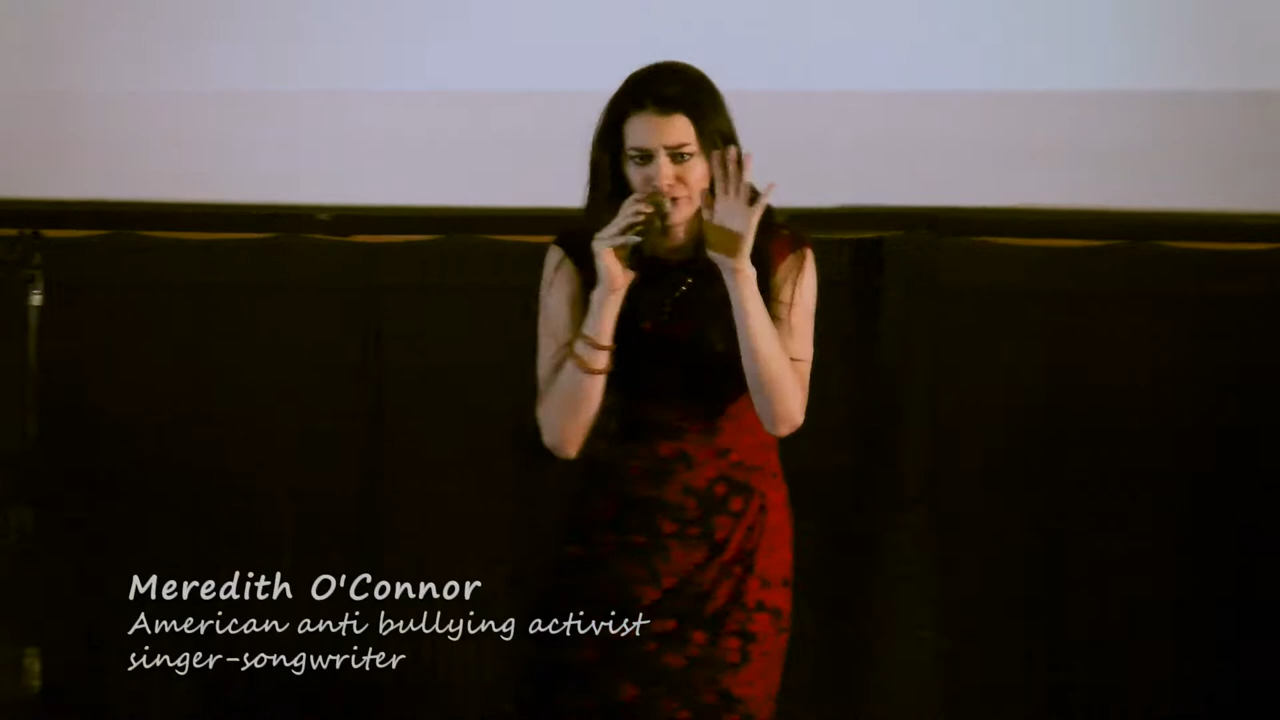 Meredith O'Connor
American anti bullying activist
singer-songwriter